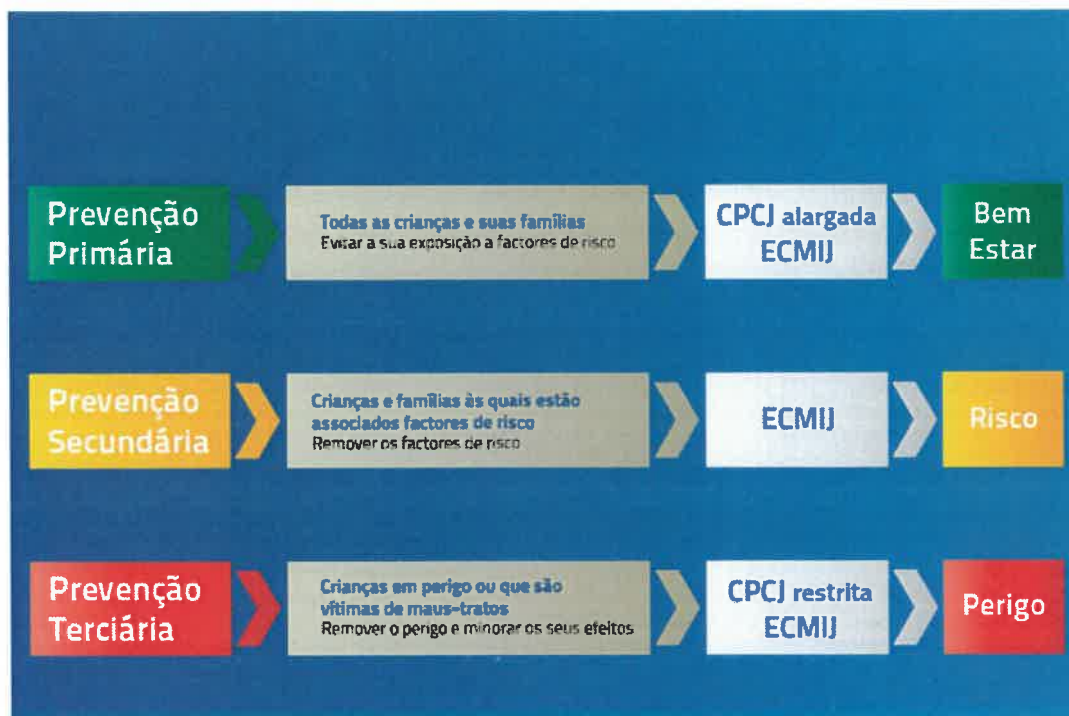 Prevenção
Primária
Todas as crianças e suas famílias
Evitar a sua exposição a factores de risco
CPCJ alargada
ECMIJ
Bem
Estar
Prevenção
Secundária
Crianças e famílias às quais estão
associados factores de risco
Remover os factores de risco
ECMIJ
Risco
Prevenção
Terciária
Crianças em perigo ou que são
vítimas de maus-tratos
Remover o perigo e minorar os seus efeitos
CPCJ restrita
ECMIJ
Perigo